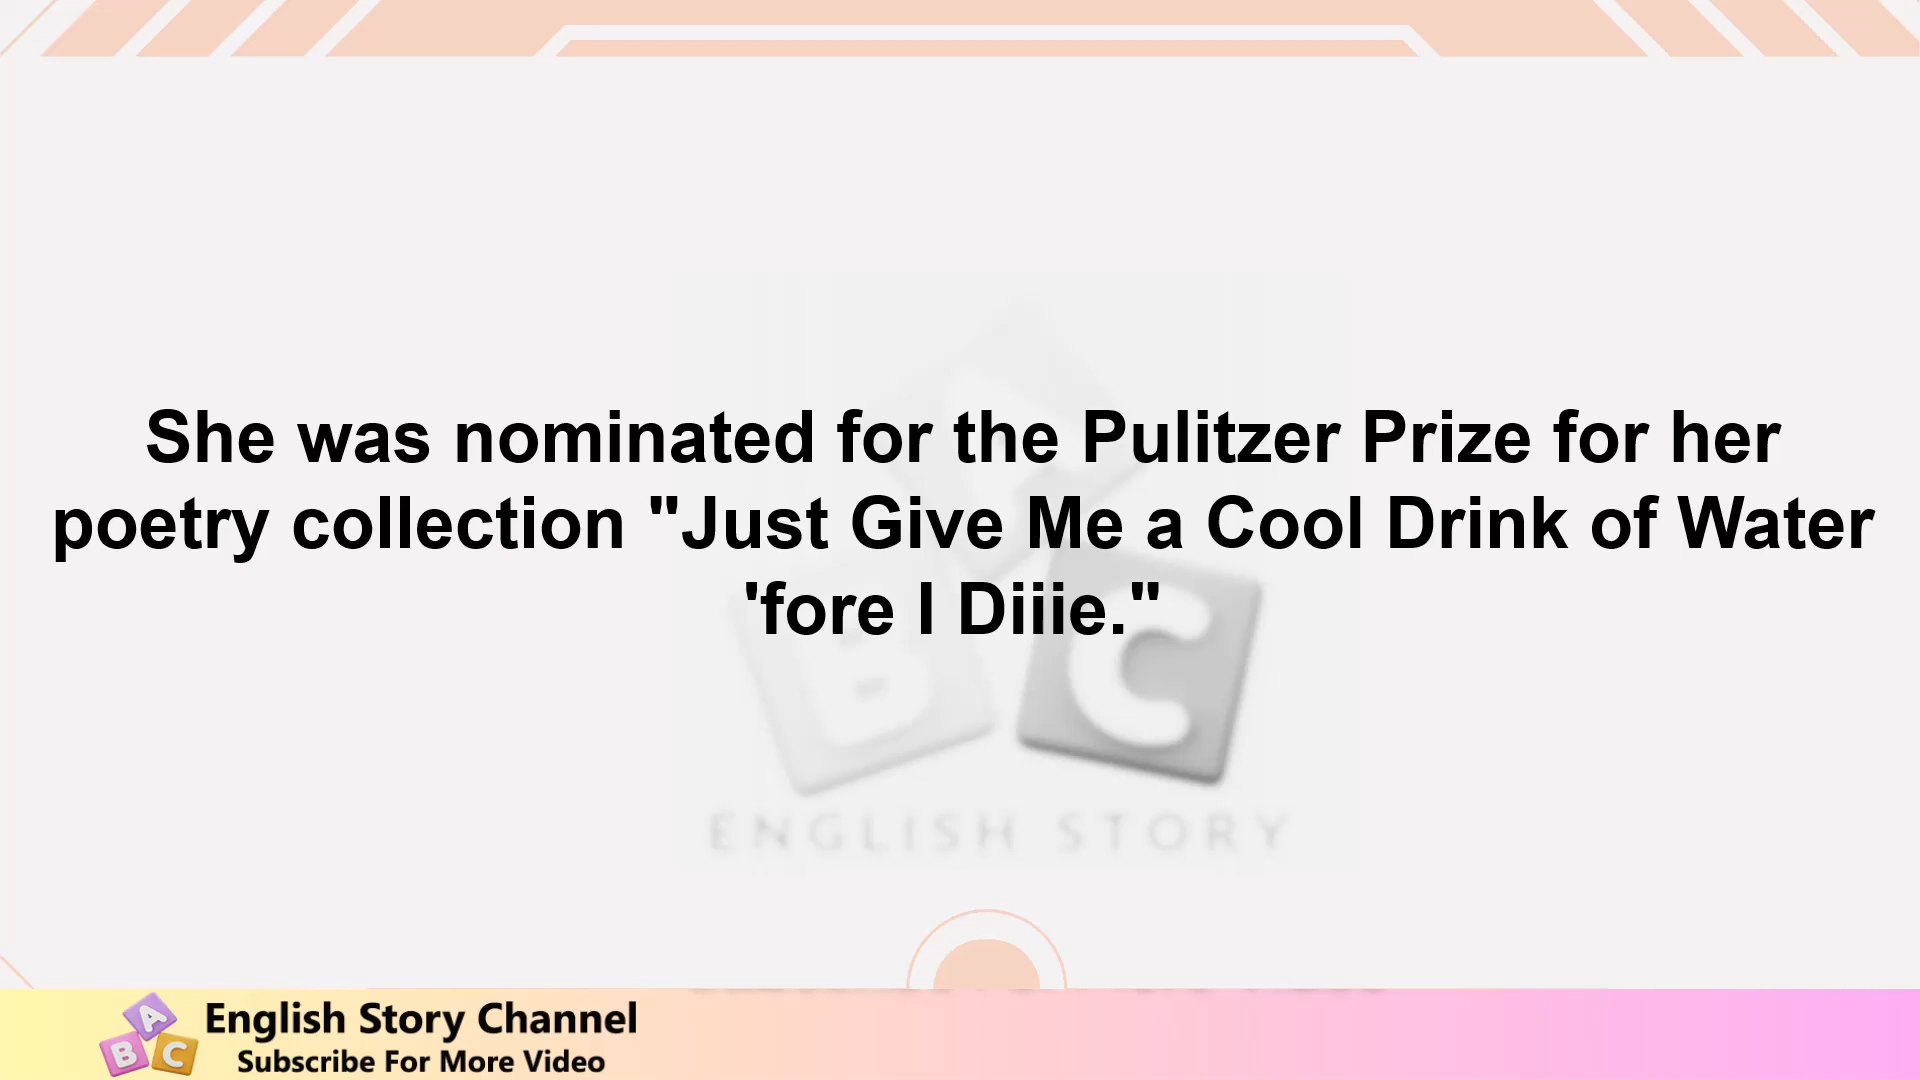 She was nominated for the Pulitzer Prize for her
poetry collection "Just Give Me a Cool Drink of Water
'fore I Diiie."
B
C
ENGLISH STORY
A
B
C
English Story Channel
Subscribe For More Video